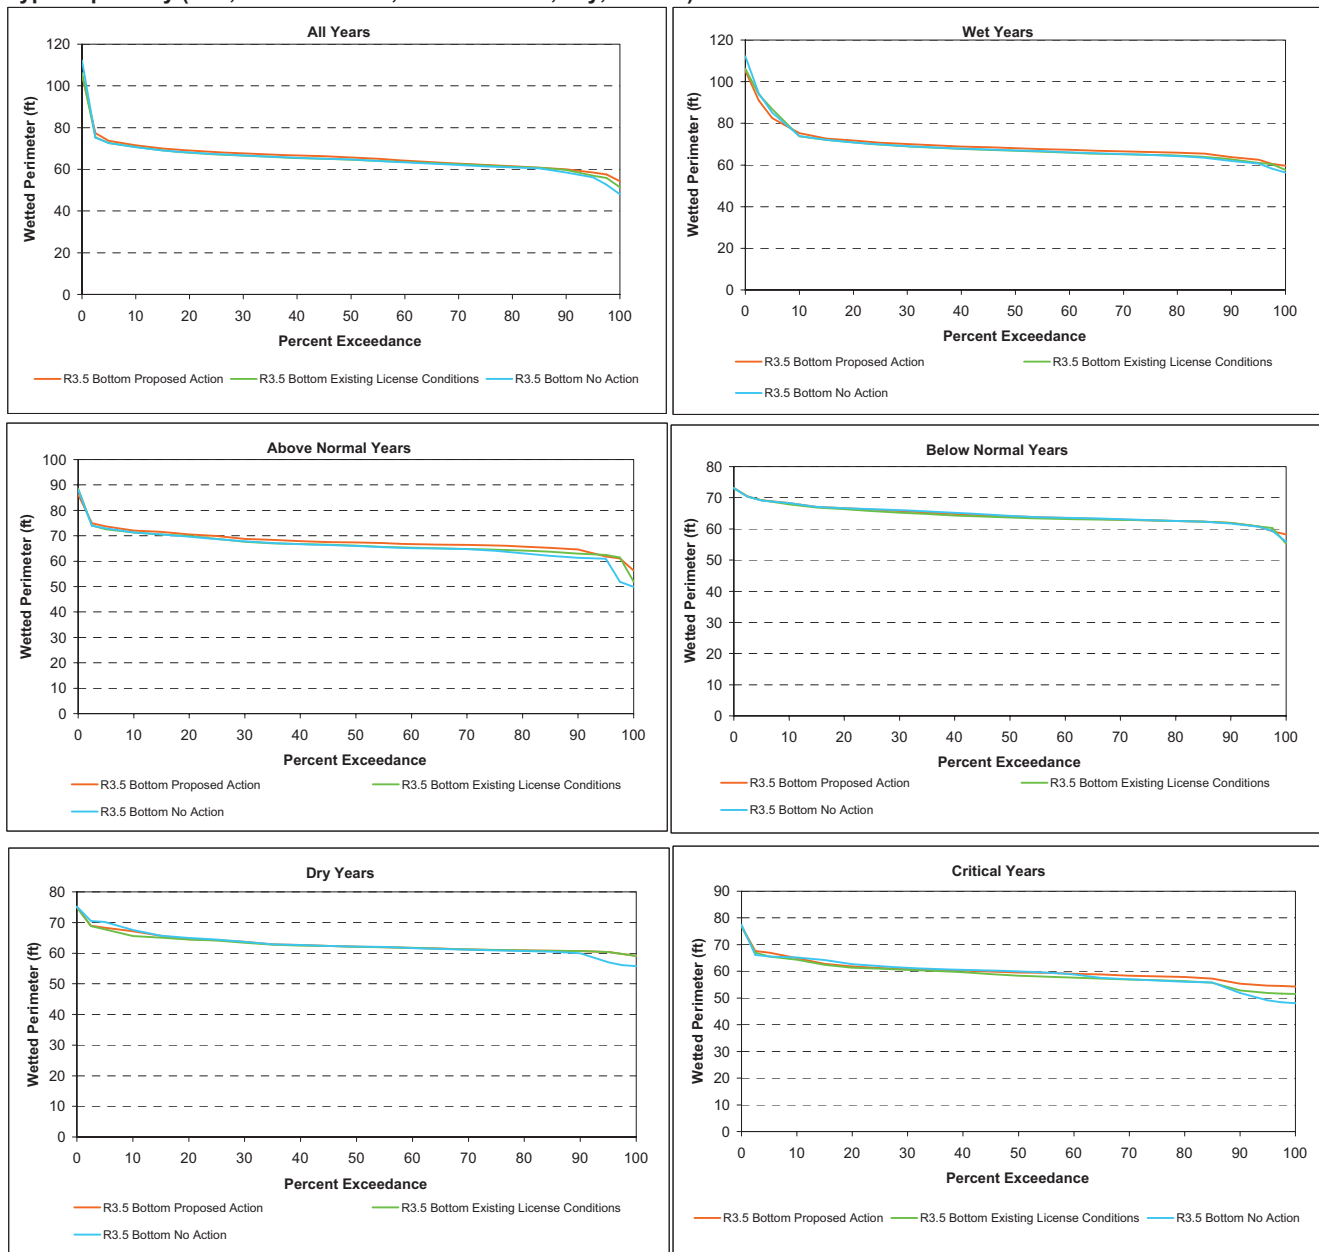 All Years
120
100
80
60
40
20
0
0 10 20 30 40 50 60 70 80 90 100
Wetted Perimeter (ft)
Percent Exceedance
R3.5 Bottom Proposed Action R3.5 Bottom Existing License Conditions R3.5 Bottom No Action
Wet Years
120
100
80
60
40
20
0
0 10 20 30 40 50 60 70 80 90 100
Wetted Perimeter (ft)
Percent Exceedance
R3.5 Bottom Proposed Action R3.5 Bottom Existing License Conditions
R3.5 Bottom No Action
Above Normal Years
100
90
80
70
60
50
40
30
20
10
0
0 10 20 30 40 50 60 70 80 90 100
Wetted Perimeter (ft)
Percent Exceedance
R3.5 Bottom Proposed Action R3.5 Bottom Existing License Conditions
R3.5 Bottom No Action
Below Normal Years
80
70
60
50
40
30
20
10
0
0 10 20 30 40 50 60 70 80 90 100
Wetted Perimeter (ft)
Percent Exceedance
R3.5 Bottom Proposed Action R3.5 Bottom Existing License Conditions
R3.5 Bottom No Action
Dry Years
80
70
60
50
40
30
20
10
0
0 10 20 30 40 50 60 70 80 90 100
Wetted Perimeter (ft)
Percent Exceedance
R3.5 Bottom Proposed Action R3.5 Bottom Existing License Conditions
R3.5 Bottom No Action
Critical Years
90
80
70
60
50
40
30
20
10
0
0 10 20 30 40 50 60 70 80 90 100
Wetted Perimeter (ft)
Percent Exceedance
R3.5 Bottom Proposed Action R3.5 Bottom Existing License Conditions R3.5 Bottom No Action